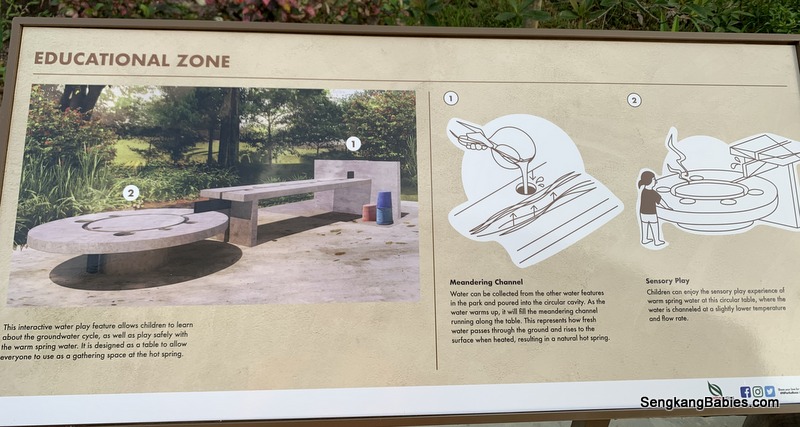 EDUCATIONAL ZONE
1
2
This interactive water play feature allows children to learn
about the groundwater cycle, as well as play safely with
the warm spring water. It is designed as a table to allow
everyone to use as a gathering space at the hot spring.
1
Meandering Channel
Water can be collected from the other water features
in the park and poured into the circular cavity. As the
water warms up, it will fill the meandering channel
running along the table. This represents how fresh
water passes through the ground and rises to the
surface when heated, resulting in a natural hot spring.
2
Sensory Play
Children can enjoy the sensory play experience of
warm spring water at this circular table, where the
water is channeled at a slightly lower temperature
and flow rate.
SengkangBabies.com